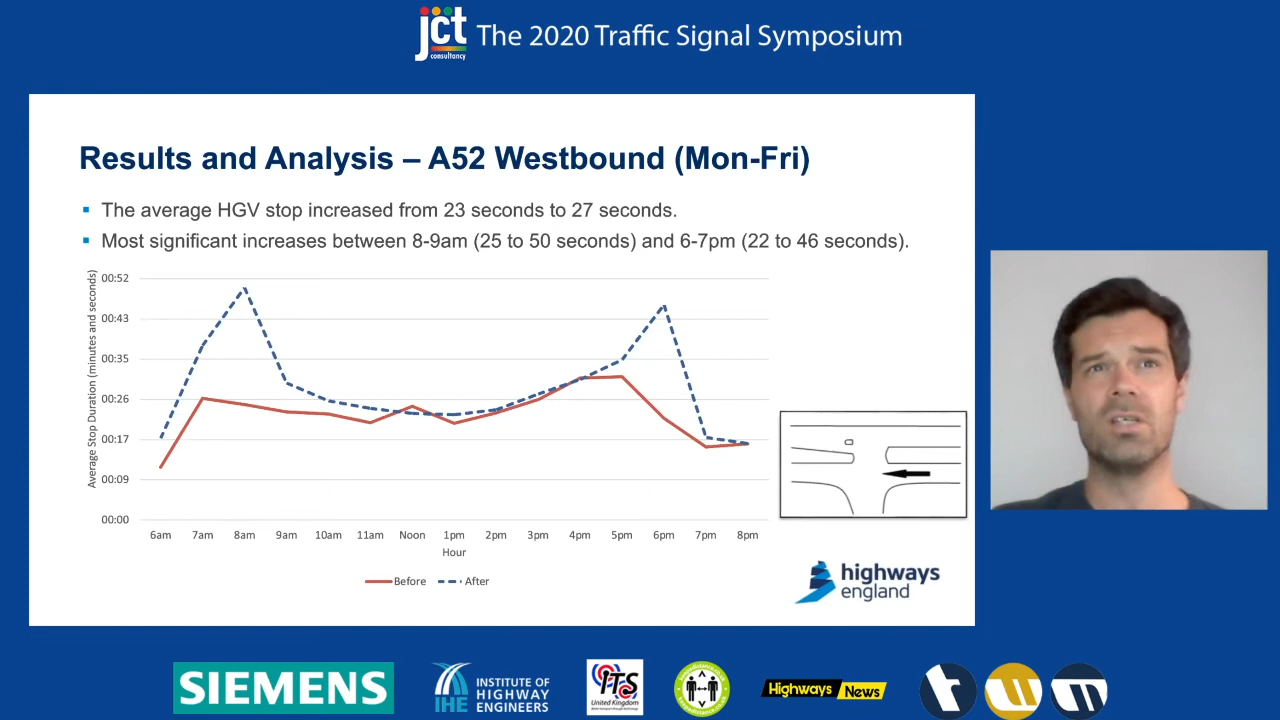 jct
consultancy
The 2020 Traffic Signal Symposium
Results and Analysis – A52 Westbound (Mon-Fri)
The average HGV stop increased from 23 seconds to 27 seconds.
Most significant increases between 8-9am (25 to 50 seconds) and 6-7pm (22 to 46 seconds).
Average Stop Duration (minutes and seconds)
00:52
00:43
00:35
00:26
00:17
00:09
00:00
6am 7am 8am 9am 10am 11am Noon 1pm 2pm 3pm 4pm 5pm 6pm 7pm 8pm
Hour
Before After
highways
england
SIEMENS
IHE
INSTITUTE OF
HIGHWAY
ENGINEERS
ITS
United Kingdom
Highways News